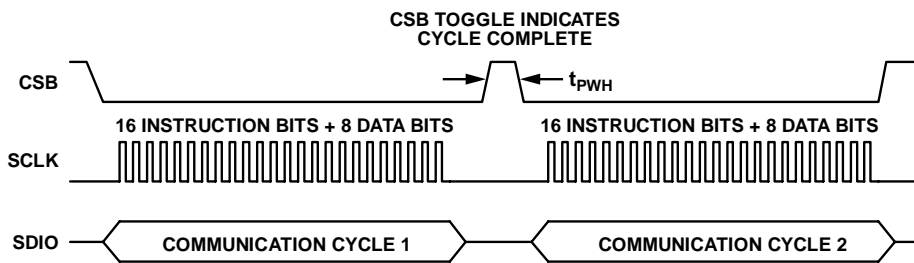 CSB TOGGLE INDICATES
CYCLE COMPLETE
CSB
tPWH
16 INSTRUCTION BITS + 8 DATA BITS
16 INSTRUCTION BITS + 8 DATA BITS
SCLK
SDIO
COMMUNICATION CYCLE 1
COMMUNICATION CYCLE 2